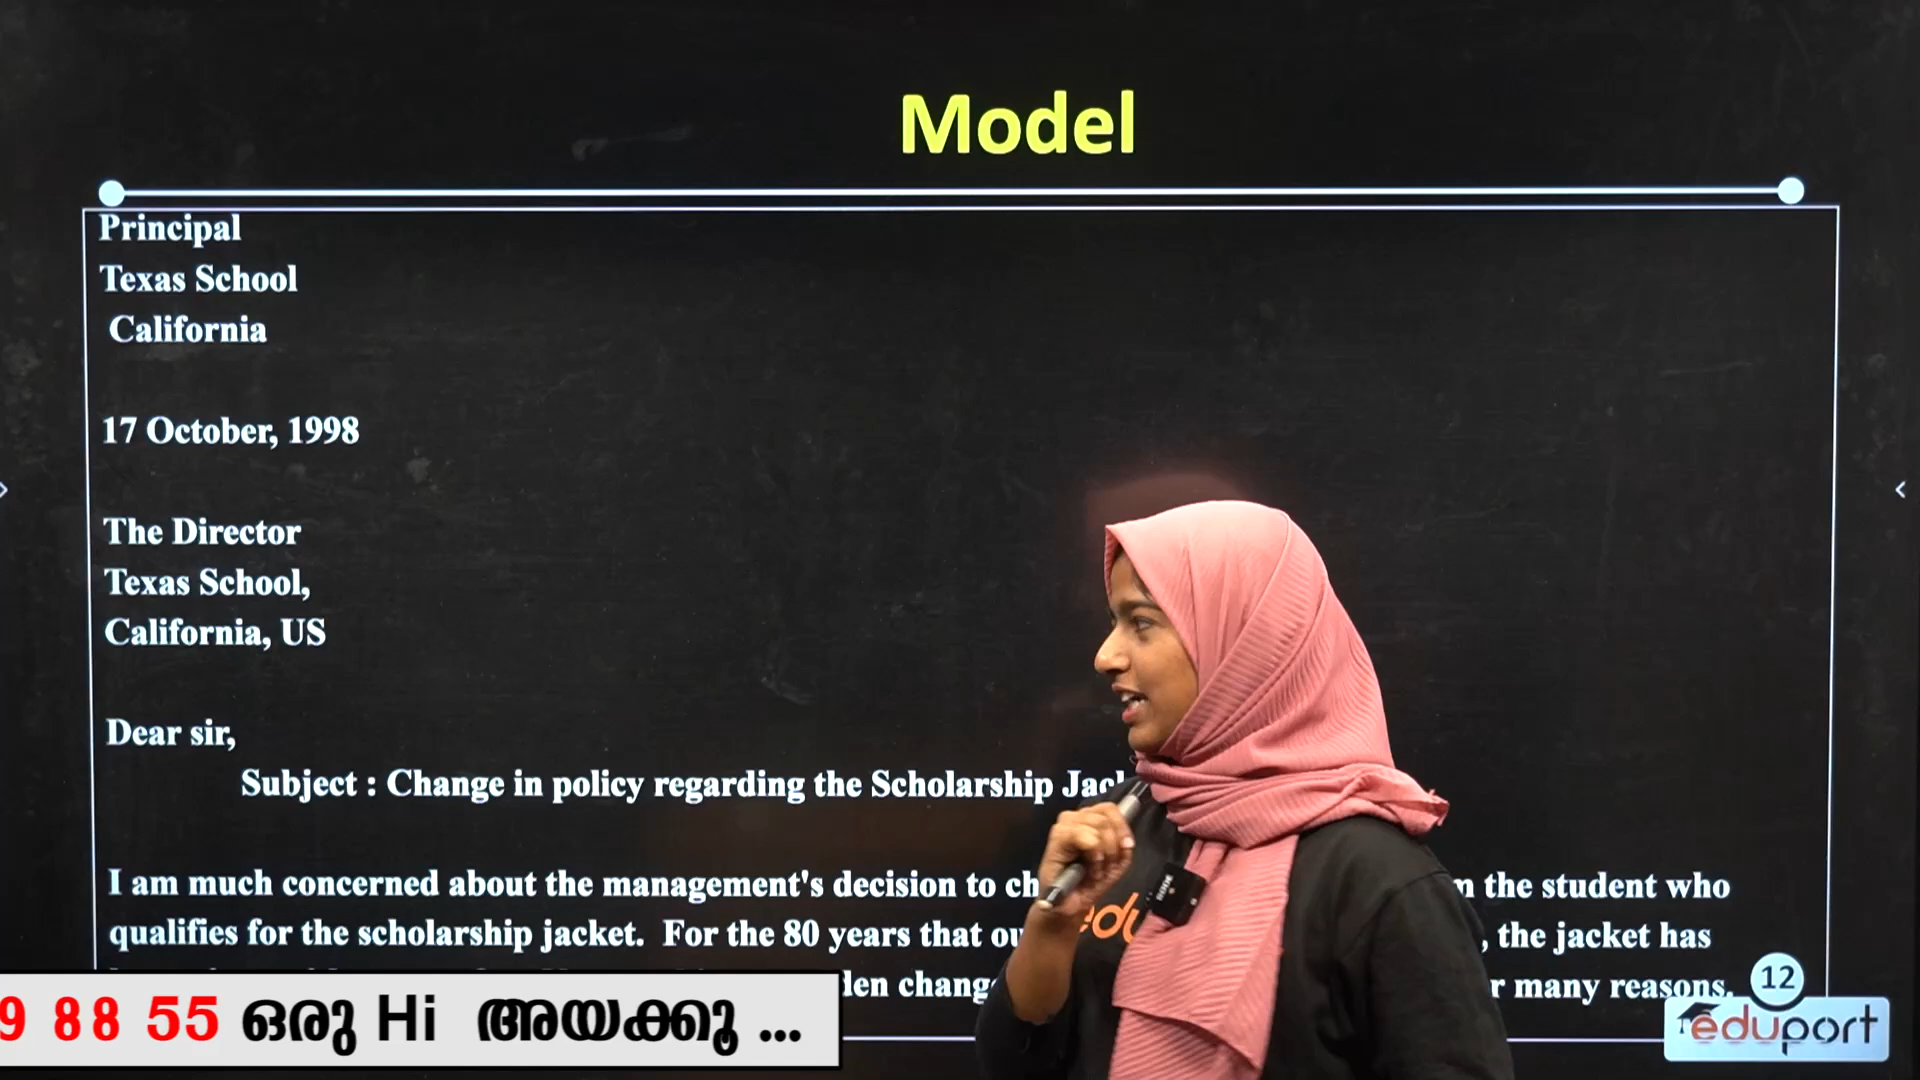 Model
Principal
Texas School
California
17 October, 1998
The Director
Texas School,
California, US
Dear sir,
Subject : Change in policy regarding the Scholarship
I am much concerned about the management's decision to the student who
qualifies for the scholarship jacket. For the 80 years that , the jacket has
many reasons.
12
9 88 55 ഒരു Hi അയക്കൂ ...
eduport